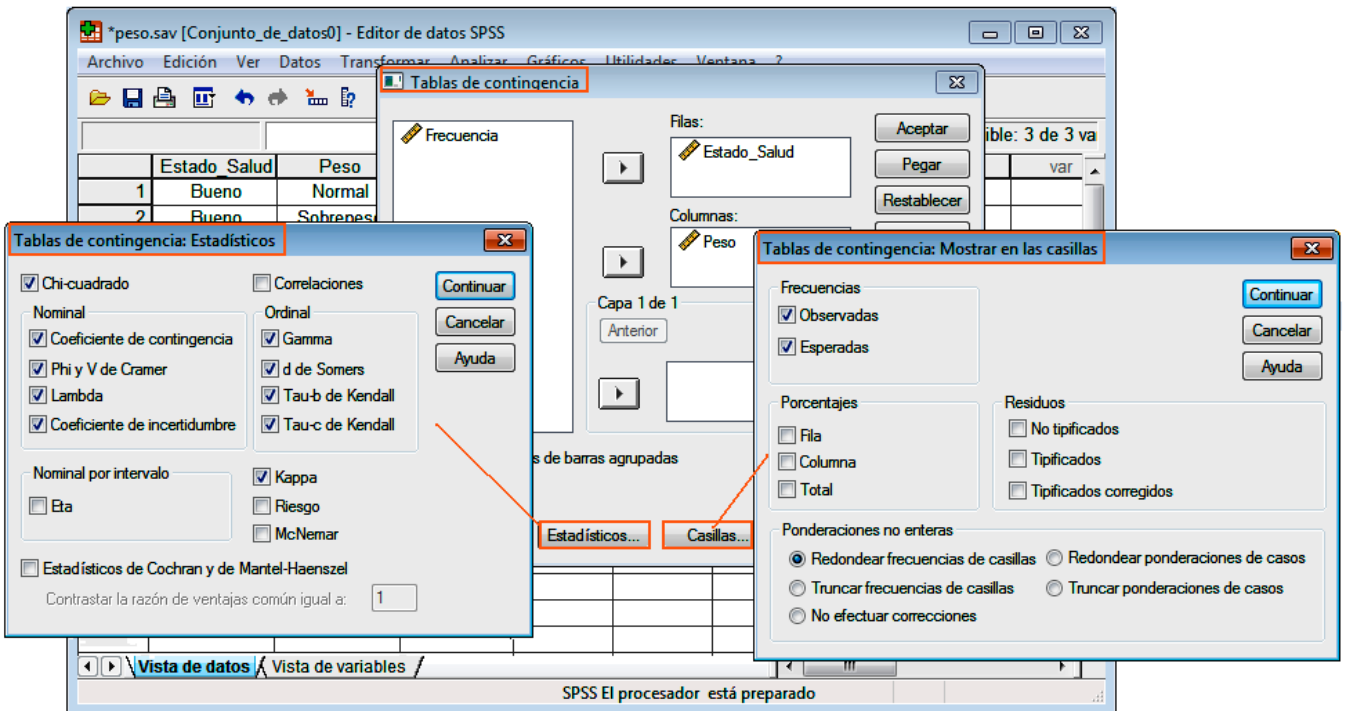 *peso.sav [Conjunto_de_datos0] - Editor de datos SPSS
Archivo Edición Ver Datos Transformar Analizar Gráficos Utilidades Ventana ?
Tablas de contingencia
Frecuencia
Filas:
Estado_Salud
Columnas:
Peso
Aceptar
Pegar
Restablecer
Capa 1 de 1
Anterior
s de barras agrupadas
Estadísticos...
Casillas...
ible: 3 de 3 va
Estado_Salud Peso var
1 Bueno Normal
2 Bueno Sobrepeso
Tablas de contingencia: Estadísticos
Chi-cuadrado
Correlaciones
Continuar
Cancelar
Ayuda
Nominal
Coeficiente de contingencia
Phi y V de Cramer
Lambda
Coeficiente de incertidumbre
Ordinal
Gamma
d de Somers
Tau-b de Kendall
Tau-c de Kendall
Nominal por intervalo
Eta
Kappa
Riesgo
McNemar
Estadísticos de Cochran y de Mantel-Haenszel
Contrastar la razón de ventajas común igual a: 1
Tablas de contingencia: Mostrar en las casillas
Frecuencias
Observadas
Esperadas
Continuar
Cancelar
Ayuda
Porcentajes
Fila
Columna
Total
Residuos
No tipificados
Tipificados
Tipificados corregidos
Ponderaciones no enteras
Redondear frecuencias de casillas
Redondear ponderaciones de casos
Truncar frecuencias de casillas
Truncar ponderaciones de casos
No efectuar correcciones
Vista de datos Vista de variables
SPSS El procesador está preparado